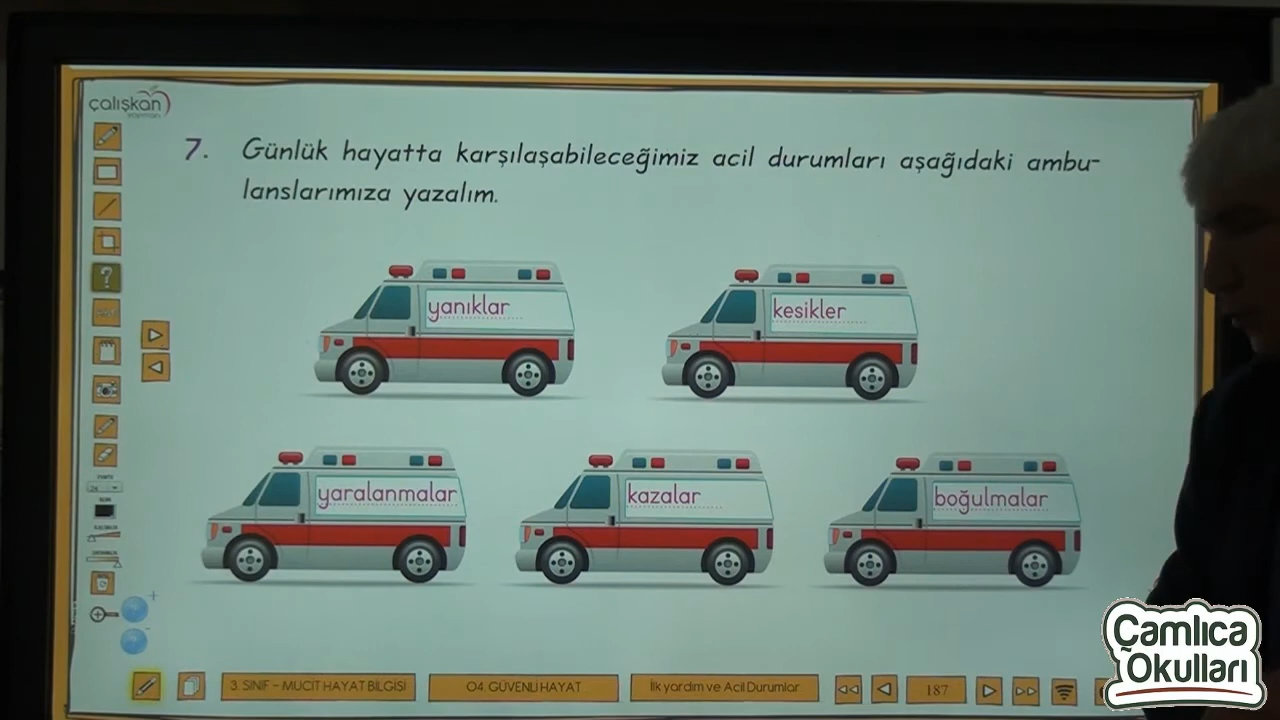 çalışkan
yayınları
7. Günlük hayatta karşılaşabileceğimiz acil durumları aşağıdaki ambu-
lanslarımıza yazalım.
yanıklar
kesikler
yaralanmalar
kazalar
boğulmalar
3. SINIF - MUCİT HAYAT BİLGİSİ
04. GÜVENLİ HAYAT
İlk yardım ve Acil Durumlar
187
Çamlıca
Okulları